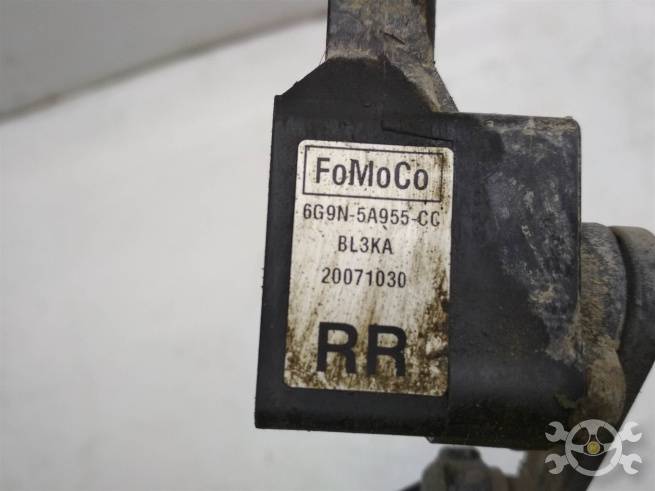 FoMoCo
6G9N-5A955-CC
BL3KA
20071030
RR